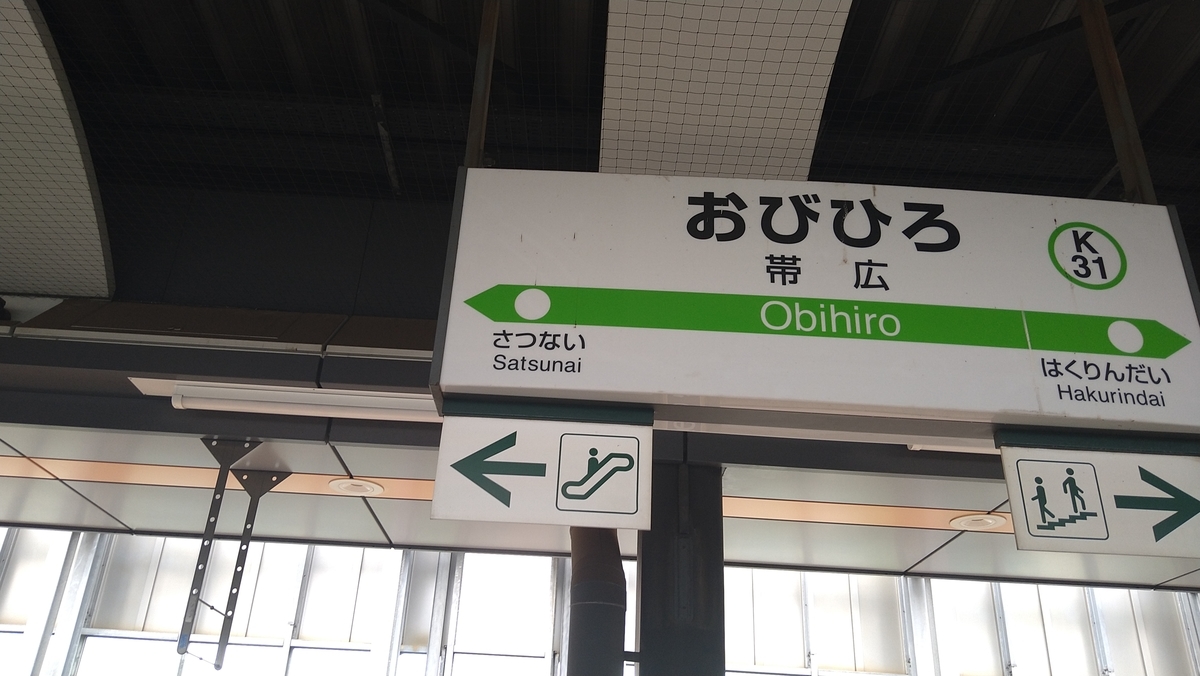 おびひろ
帯 広
K
31
Obihiro
さつない
Satsunai
はくりんだい
Hakurindai